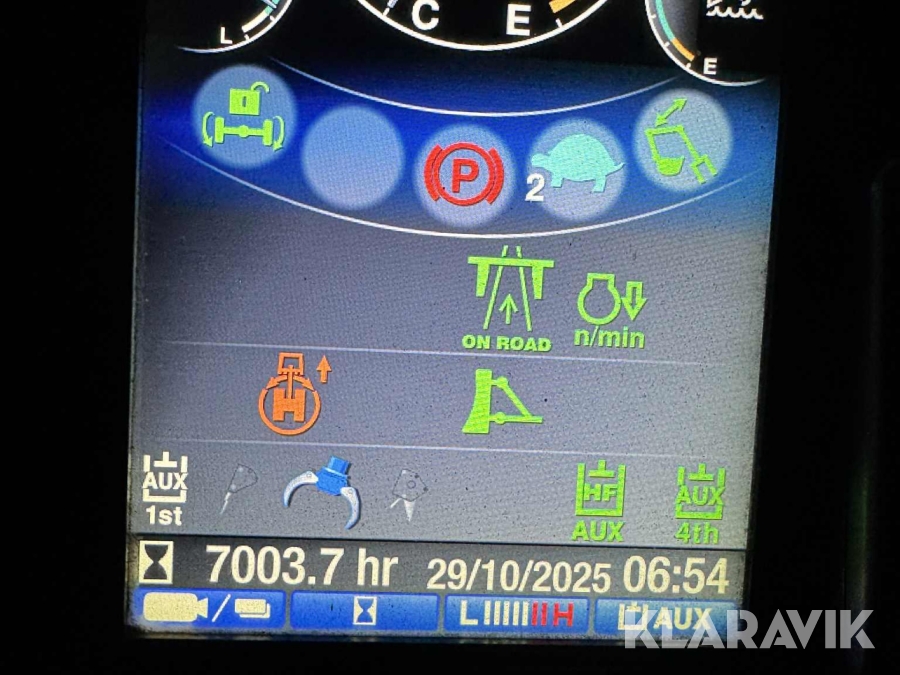 L C E E
P
2
ON ROAD n/min
AUX HF AUX
1st AUX 4th
7003.7 hr 29/10/2025 06:54
L H AUX
KLARAVIK